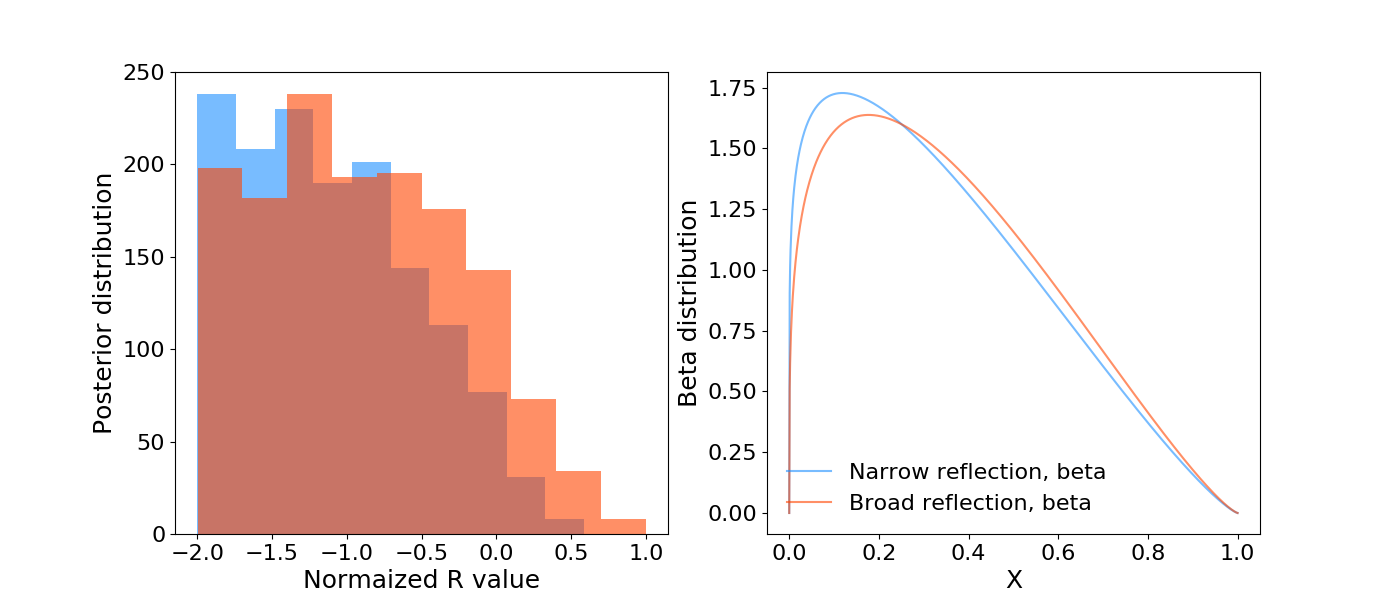 250
200
150
100
50
0
Posterior distribution
−2.0 −1.5 −1.0 −0.5 0.0 0.5 1.0
Normaized R value
1.75
1.50
1.25
1.00
0.75
0.50
0.25
0.00
Beta distribution
Narrow reflection, beta
Broad reflection, beta
0.0 0.2 0.4 0.6 0.8 1.0
X